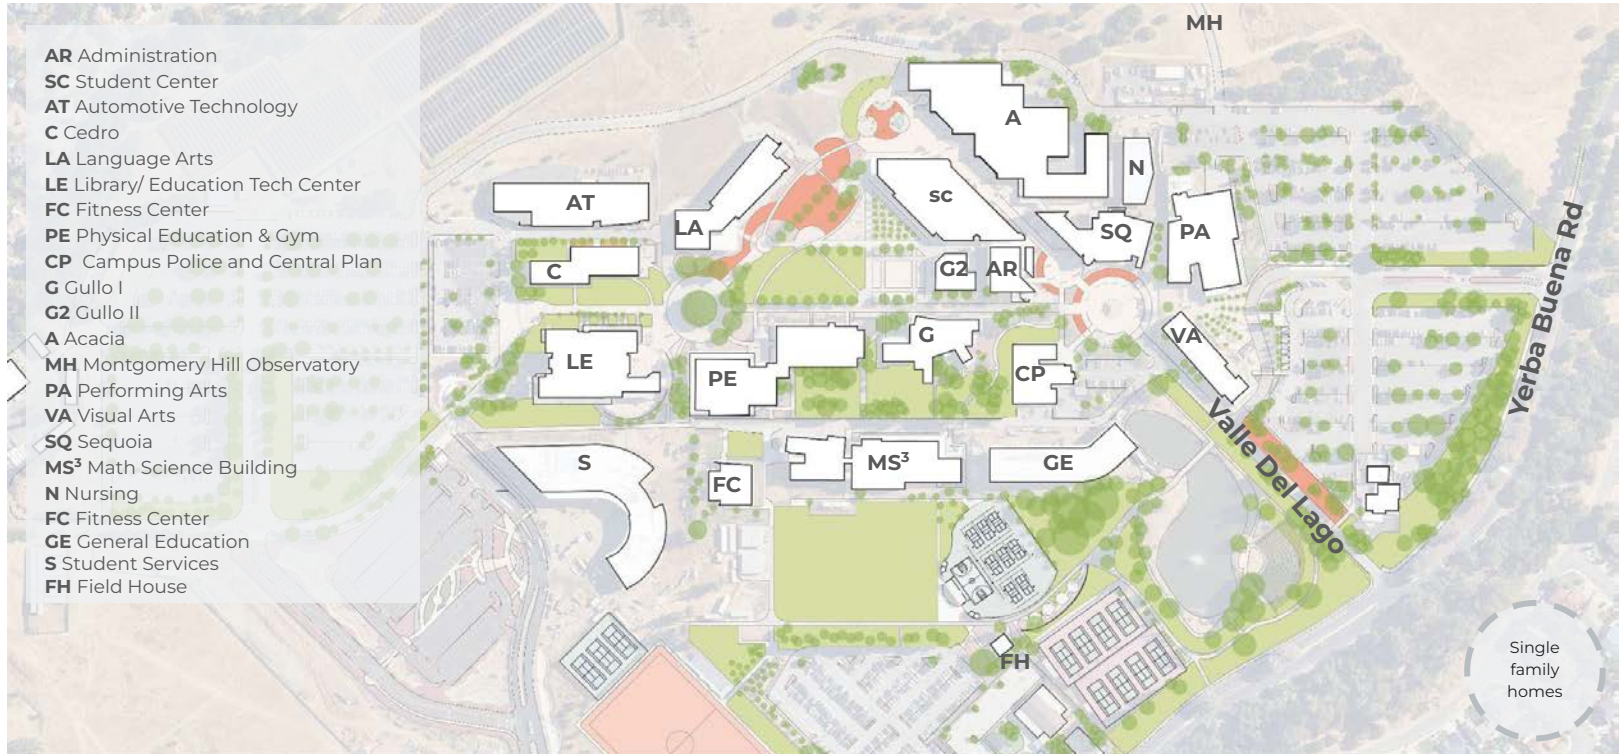 AR Administration
SC Student Center
AT Automotive Technology
C Cedro
LA Language Arts
LE Library/ Education Tech Center
FC Fitness Center
PE Physical Education & Gym
CP Campus Police and Central Plan
G Gullo I
G2 Gullo II
A Acacia
MH Montgomery Hill Observatory
PA Performing Arts
VA Visual Arts
SQ Sequoia
MS³ Math Science Building
N Nursing
FC Fitness Center
GE General Education
S Student Services
FH Field House
MH
A
N
AT
LA
SC
SQ
PA
C
G2
AR
LE
PE
G
CP
VA
S
FC
MS³
GE
FH
Valle Del Lago
Yerba Buena Rd
Single
family
homes